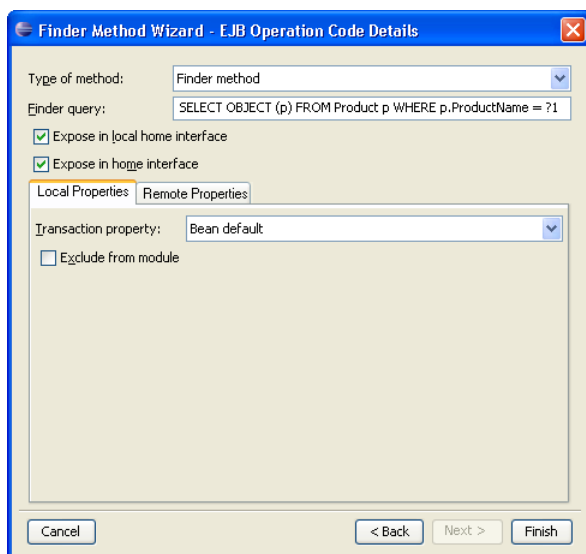 Finder Method Wizard - EJB Operation Code Details
Type of method: Finder method
Finder query: SELECT OBJECT (p) FROM Product p WHERE p.ProductName = ?1
Expose in local home interface
Expose in home interface
Local Properties Remote Properties
Transaction property: Bean default
Exclude from module
Cancel < Back Next > Finish